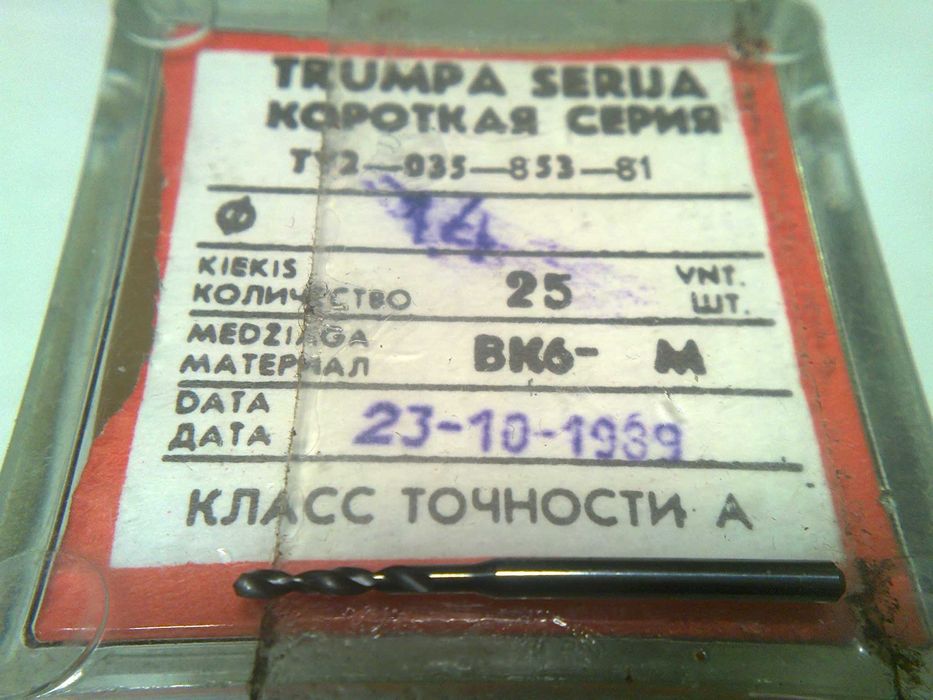 TRUMPA SERIJA
КОРОТКАЯ СЕРИЯ
ТУ2—035—853—81
Ф
KIEKIS 25 VNT.
КОЛИЧЕСТВО ШТ.
MEDŽIAGA
МАТЕРИАЛ ВК6- М
DATA
ДАТА 23-10-1989
КЛАСС ТОЧНОСТИ А